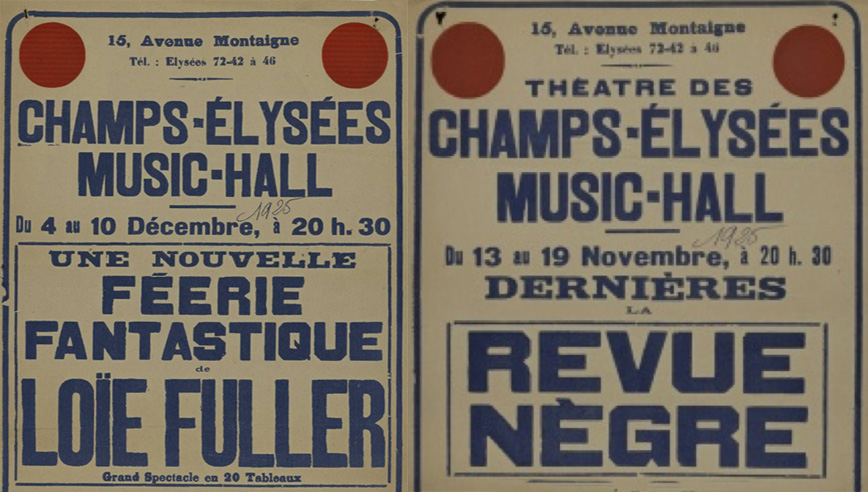 15, Avenue Montaigne
Tél. : Elysées 72-42 à 46
CHAMPS-ÉLYSÉES
MUSIC-HALL
1925
Du 4 au 10 Décembre, à 20 h. 30
UNE NOUVELLE
FÉERIE
FANTASTIQUE
de
LOÏE FULLER
Grand Spectacle en 20 Tableaux
15, Avenue Montaigne
Tél. : Elysées 72-42 à 46
THÉATRE DES
CHAMPS-ÉLYSÉES
MUSIC-HALL
1925
Du 13 au 19 Novembre, à 20 h. 30
DERNIÈRES
LA
REVUE
NÈGRE